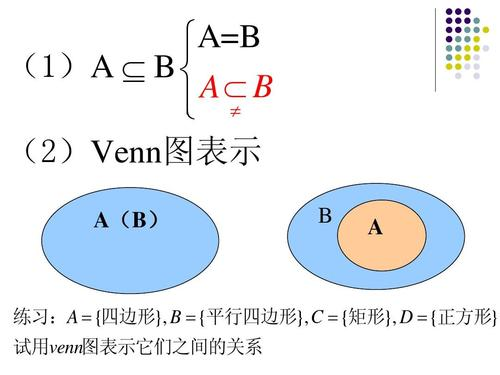 （1）A⊆B{A=B
A⊊B
（2）Venn图表示
A（B）
B
A
练习：A={四边形},B={平行四边形},C={矩形},D={正方形}
试用venn图表示它们之间的关系